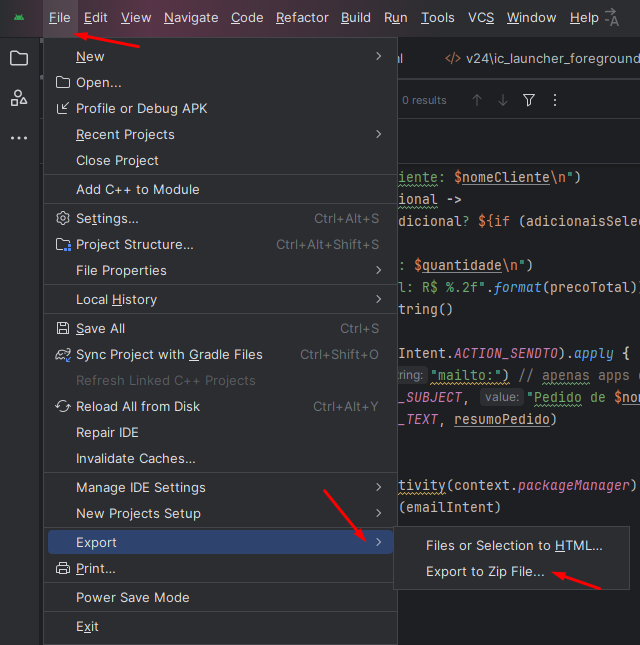 File Edit View Navigate Code Refactor Build Run Tools VCS Window Help
v24\ic_launcher_foreground
New
Open...
0 results
Profile or Debug APK
Recent Projects
Close Project
iente: $nomeCliente\n")
Add C++ to Module
ional ->
Settings... Ctrl+Alt+S
dicional? ${if (adicionaisSele
Project Structure... Ctrl+Alt+Shift+S
File Properties
: $quantidade\n")
l: R$ %.2f".format(precoTotal)
Local History
tring()
Save All Ctrl+S
Sync Project with Gradle Files Ctrl+Shift+O
Intent.ACTION_SENDTO).apply {
Refresh Linked C++ Projects
ring: "mailto:") // apenas apps
Reload All from Disk Ctrl+Alt+Y
_SUBJECT, value: "Pedido de $no
Repair IDE
_TEXT, resumoPedido)
Invalidate Caches...
Manage IDE Settings
tivity(context.packageManager)
New Projects Setup
(emailIntent)
Export
Files or Selection to HTML...
Print...
Export to Zip File...
Power Save Mode
Exit